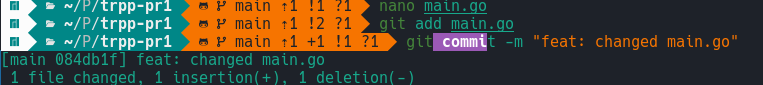 ~/P/trpp-pr1 main ↑1 !1 ?1 nano main.go
~/P/trpp-pr1 main ↑1 !2 ?1 git add main.go
~/P/trpp-pr1 main ↑1 +1 !1 ?1 git commit -m "feat: changed main.go"
[main 084db1f] feat: changed main.go
1 file changed, 1 insertion(+), 1 deletion(-)